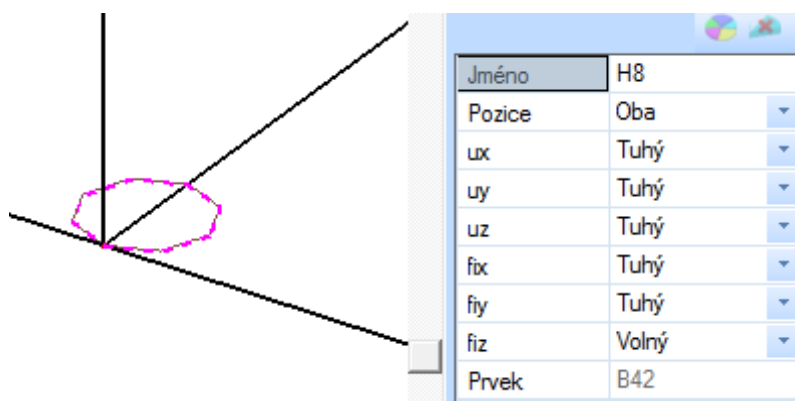 Jméno H8
Pozice Oba
ux Tuhý
uy Tuhý
uz Tuhý
fix Tuhý
fiy Tuhý
fiz Volný
Prvek B42